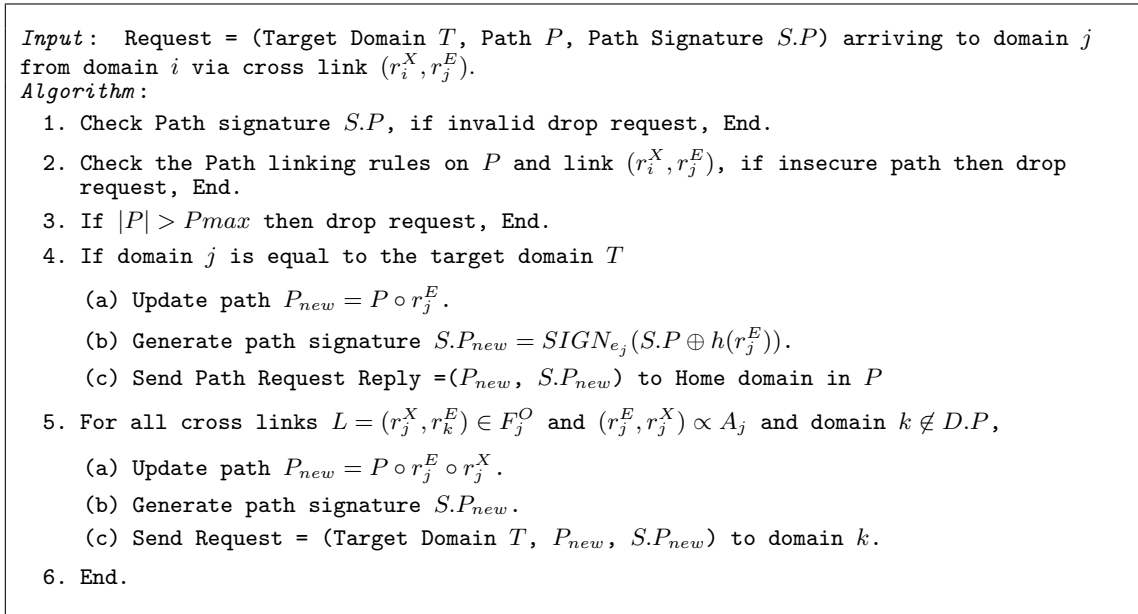 Input: Request = (Target Domain T, Path P, Path Signature S.P) arriving to domain j
from domain i via cross link (r_i^X, r_j^E).
Algorithm:
1. Check Path signature S.P, if invalid drop request, End.
2. Check the Path linking rules on P and link (r_i^X, r_j^E), if insecure path then drop
request, End.
3. If |P| > Pmax then drop request, End.
4. If domain j is equal to the target domain T
(a) Update path P_new = P ∘ r_j^E.
(b) Generate path signature S.P_new = SIGN_{e_j}(S.P ⊕ h(r_j^E)).
(c) Send Path Request Reply =(P_new, S.P_new) to Home domain in P
5. For all cross links L = (r_j^X, r_k^E) ∈ F_j^O and (r_j^E, r_j^X) ∝ A_j and domain k ∉ D.P,
(a) Update path P_new = P ∘ r_j^E ∘ r_j^X.
(b) Generate path signature S.P_new.
(c) Send Request = (Target Domain T, P_new, S.P_new) to domain k.
6. End.